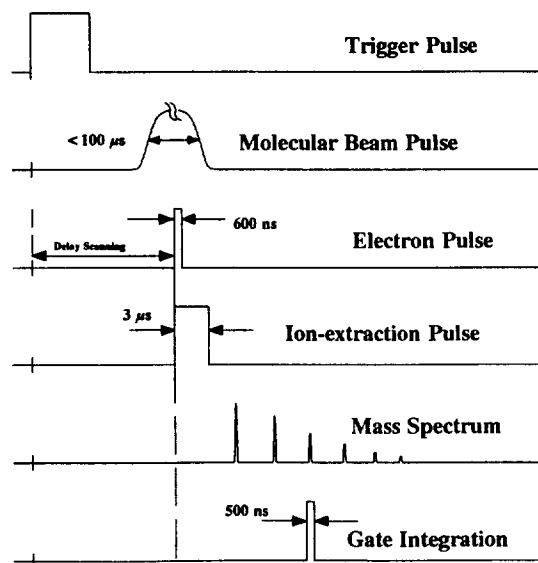 Trigger Pulse
< 100 μs
Molecular Beam Pulse
600 ns
Delay Scanning
Electron Pulse
3 μs
Ion-extraction Pulse
Mass Spectrum
500 ns
Gate Integration